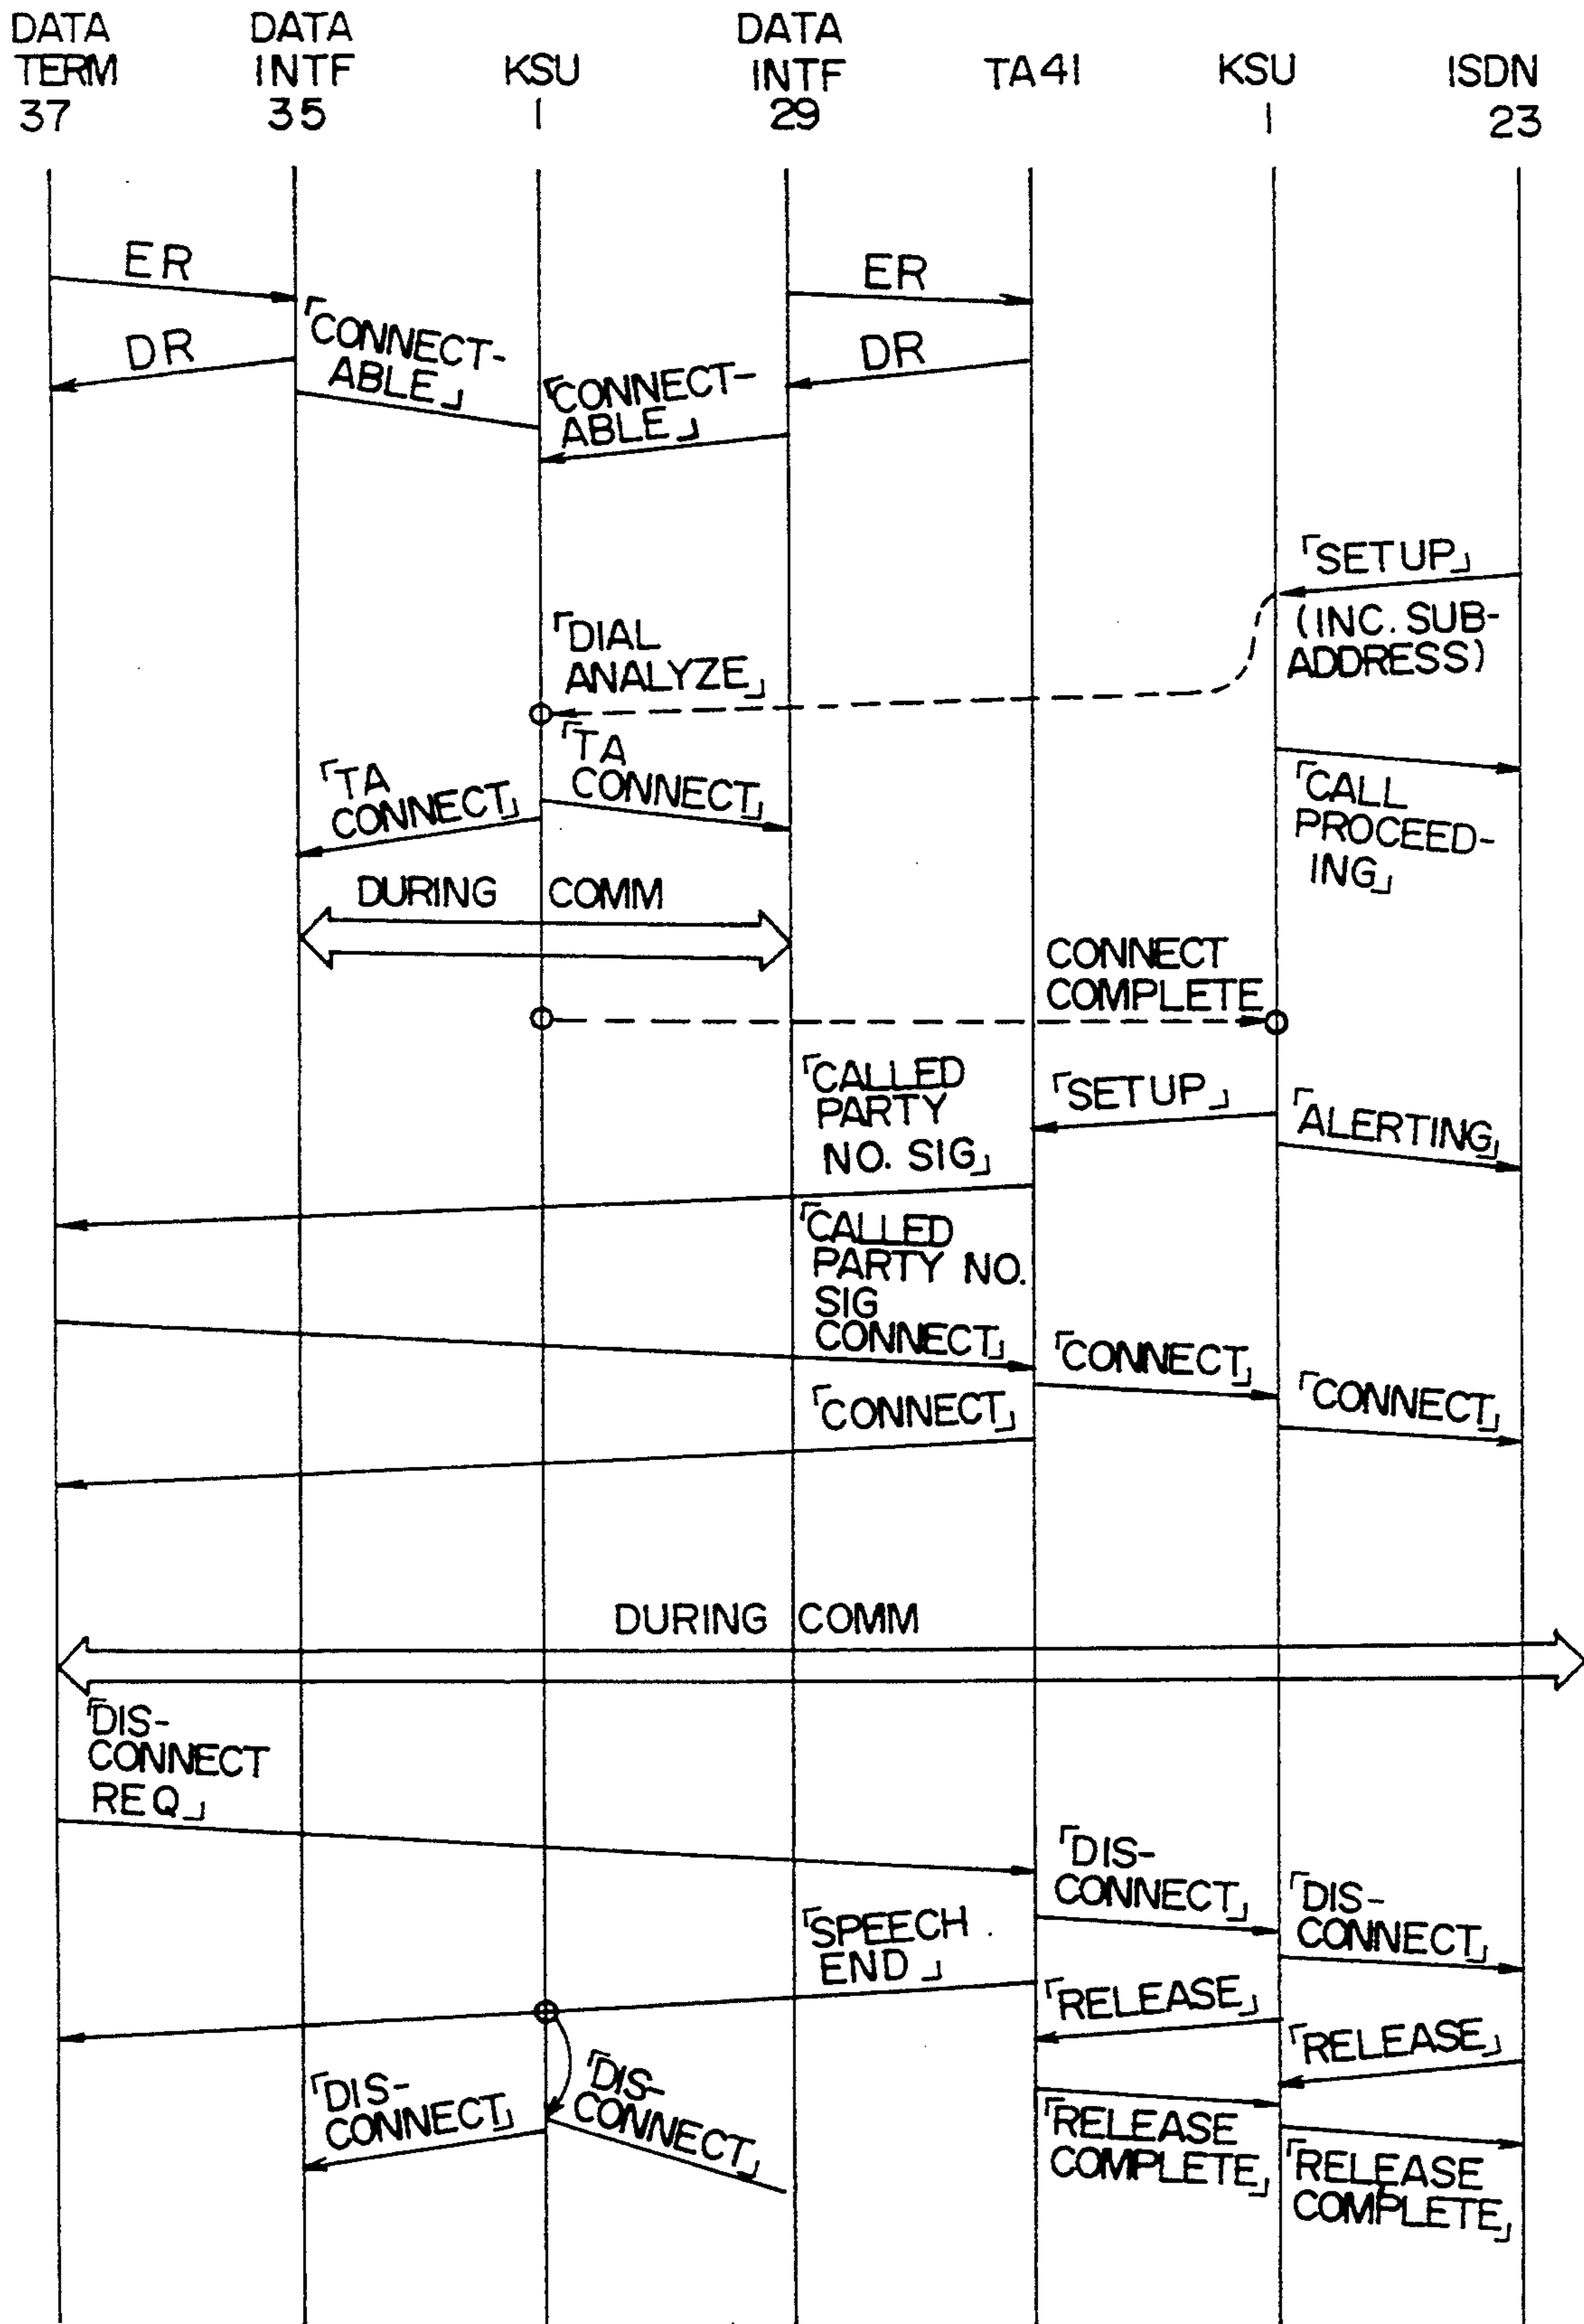 DATA TERM 37
DATA INTF 35
KSU 1
DATA INTF 29
TA41
KSU 1
ISDN 23
ER
ER
DR
「CONNECT-
ABLE」
DR
「CONNECT-
ABLE」
「SETUP」
(INC. SUB-
ADDRESS)
「DIAL
ANALYZE」
「TA
CONNECT」
「TA
CONNECT」
「CALL
PROCEED-
ING」
DURING COMM
CONNECT
COMPLETE
「CALLED
PARTY
NO. SIG」
「SETUP」
「ALERTING」
「CALLED
PARTY NO.
SIG
CONNECT」
「CONNECT」
「CONNECT」
「CONNECT」
DURING COMM
「DIS-
CONNECT
REQ」
「DIS-
CONNECT」
「DIS-
CONNECT」
「SPEECH
END」
「RELEASE」
「RELEASE」
「DIS-
CONNECT」
「DIS-
CONNECT」
「RELEASE
COMPLETE」
「RELEASE
COMPLETE」